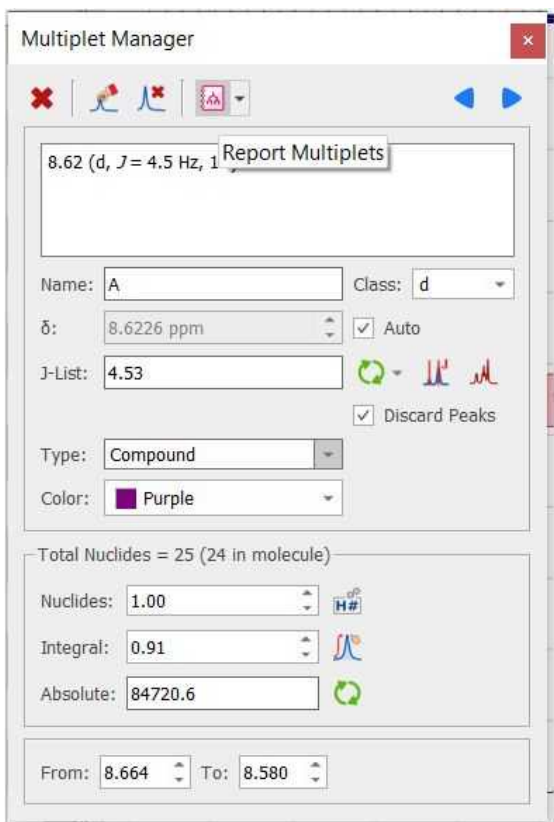 Multiplet Manager
Report Multiplets
8.62 (d, J = 4.5 Hz, 1
Name: A Class: d
δ: 8.6226 ppm Auto
J-List: 4.53
Discard Peaks
Type: Compound
Color: Purple
Total Nuclides = 25 (24 in molecule)
Nuclides: 1.00 H#
Integral: 0.91
Absolute: 84720.6
From: 8.664 To: 8.580